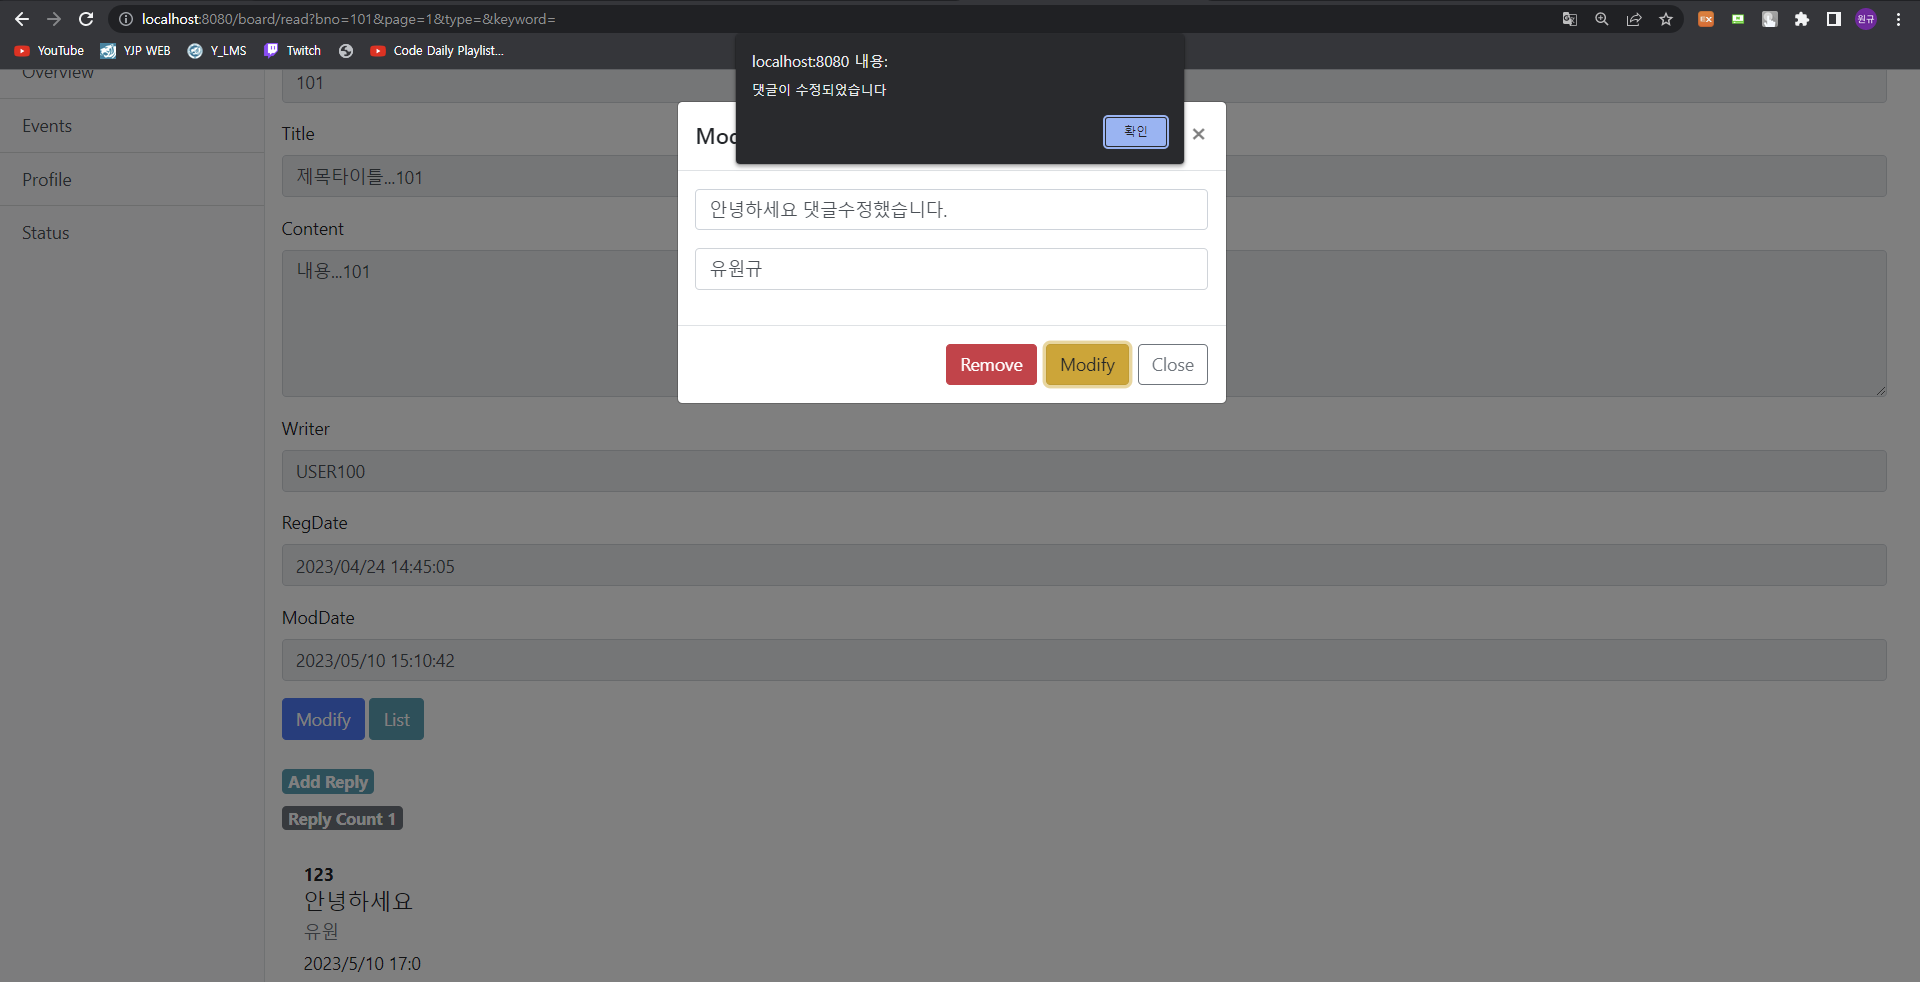 localhost:8080/board/read?bno=101&page=1&type=&keyword=
EX
원규
YouTube
YJP WEB
Y_LMS
Twitch
Code Daily Playlist...
localhost:8080 내용:
댓글이 수정되었습니다
확인
Overview
Events
Profile
Status
101
Title
제목타이틀...101
Content
내용...101
Writer
USER100
RegDate
2023/04/24 14:45:05
ModDate
2023/05/10 15:10:42
Modify
List
Add Reply
Reply Count 1
123
안녕하세요
유원
2023/5/10 17:0
Mod
×
안녕하세요 댓글수정했습니다.
유원규
Remove
Modify
Close